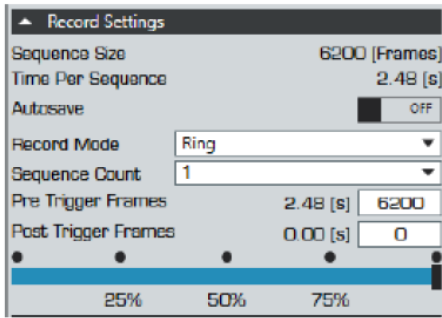 Record Settings
Sequence Size 6200 [Frames]
Time Per Sequence 2.48 [s]
Autosave OFF
Record Mode Ring
Sequence Count 1
Pre Trigger Frames 2.48 [s] 6200
Post Trigger Frames 0.00 [s] 0
25% 50% 75%